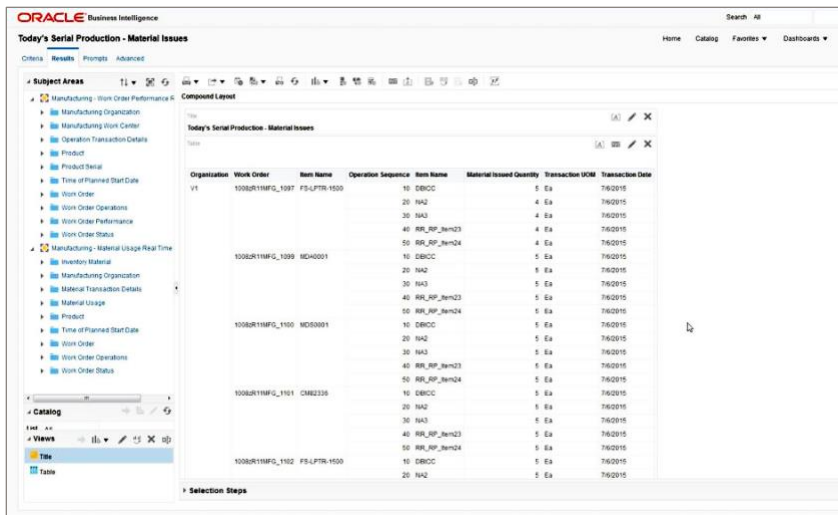 ORACLE Business Intelligence
Search All
Today's Serial Production - Material Issues
Home Catalog Favorites Dashboards
Criteria Results Prompts Advanced
Subject Areas
Manufacturing - Work Order Performance R
Manufacturing Organization
Manufacturing Work Center
Operation Transaction Details
Product
Product Serial
Time of Planned Start Date
Work Order
Work Order Operations
Work Order Performance
Work Order Status
Manufacturing - Material Usage Real Time
Inventory Material
Manufacturing Organization
Material Transaction Details
Material Usage
Product
Time of Planned Start Date
Work Order
Work Order Operations
Work Order Status
Catalog
List All
Views
Title
Table
Compound Layout
Title
Today's Serial Production - Material Issues
Table
Organization Work Order Item Name Operation Sequence Item Name Material Issued Quantity Transaction UOM Transaction Date
V1 1008zR11MFG_1097 FS-LPTR-1500 10 DBICC 5 Ea 7/6/2015
20 NA2 4 Ea 7/6/2015
30 NA3 4 Ea 7/6/2015
40 RR_RP_Item23 4 Ea 7/6/2015
50 RR_RP_Item24 4 Ea 7/6/2015
1008zR11MFG_1099 MDA0001 10 DBICC 5 Ea 7/6/2015
20 NA2 5 Ea 7/6/2015
30 NA3 5 Ea 7/6/2015
40 RR_RP_Item23 5 Ea 7/6/2015
50 RR_RP_Item24 5 Ea 7/6/2015
1008zR11MFG_1100 MDS0001 10 DBICC 5 Ea 7/6/2015
20 NA2 5 Ea 7/6/2015
30 NA3 5 Ea 7/6/2015
40 RR_RP_Item23 5 Ea 7/6/2015
50 RR_RP_Item24 5 Ea 7/6/2015
1008zR11MFG_1101 CM82336 10 DBICC 5 Ea 7/6/2015
20 NA2 5 Ea 7/6/2015
30 NA3 5 Ea 7/6/2015
40 RR_RP_Item23 5 Ea 7/6/2015
50 RR_RP_Item24 5 Ea 7/6/2015
1008zR11MFG_1102 FS-LPTR-1500 10 DBICC 5 Ea 7/6/2015
20 NA2 5 Ea 7/6/2015
Selection Steps